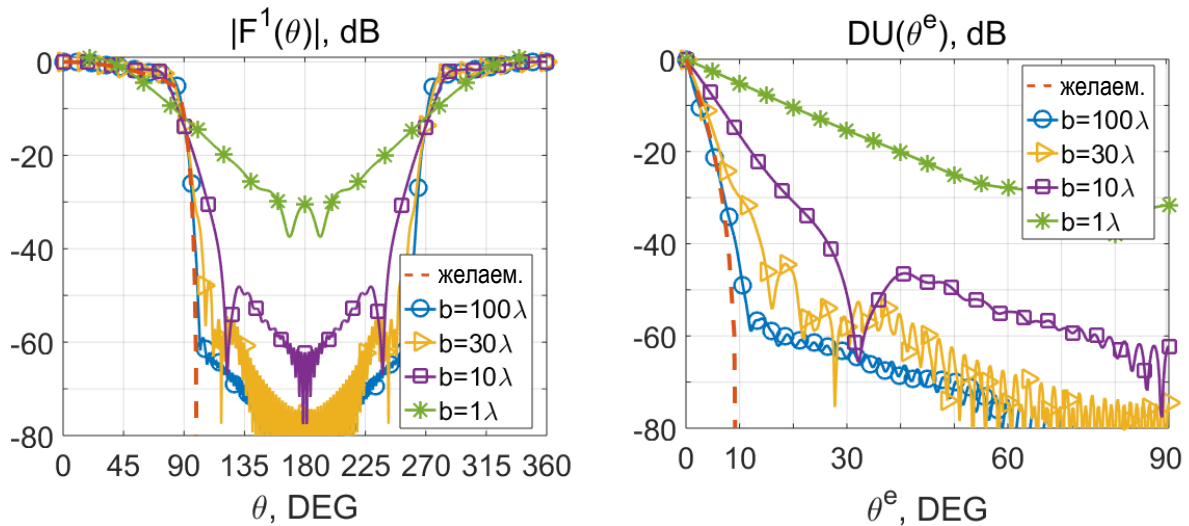 |F¹(θ)|, dB
0
-20
-40
-60
-80
0 45 90 135 180 225 270 315 360
θ, DEG
желаем.
b=100λ
b=30λ
b=10λ
b=1λ
DU(θᵉ), dB
0
-20
-40
-60
-80
0 10 30 60 90
θᵉ, DEG
желаем.
b=100λ
b=30λ
b=10λ
b=1λ